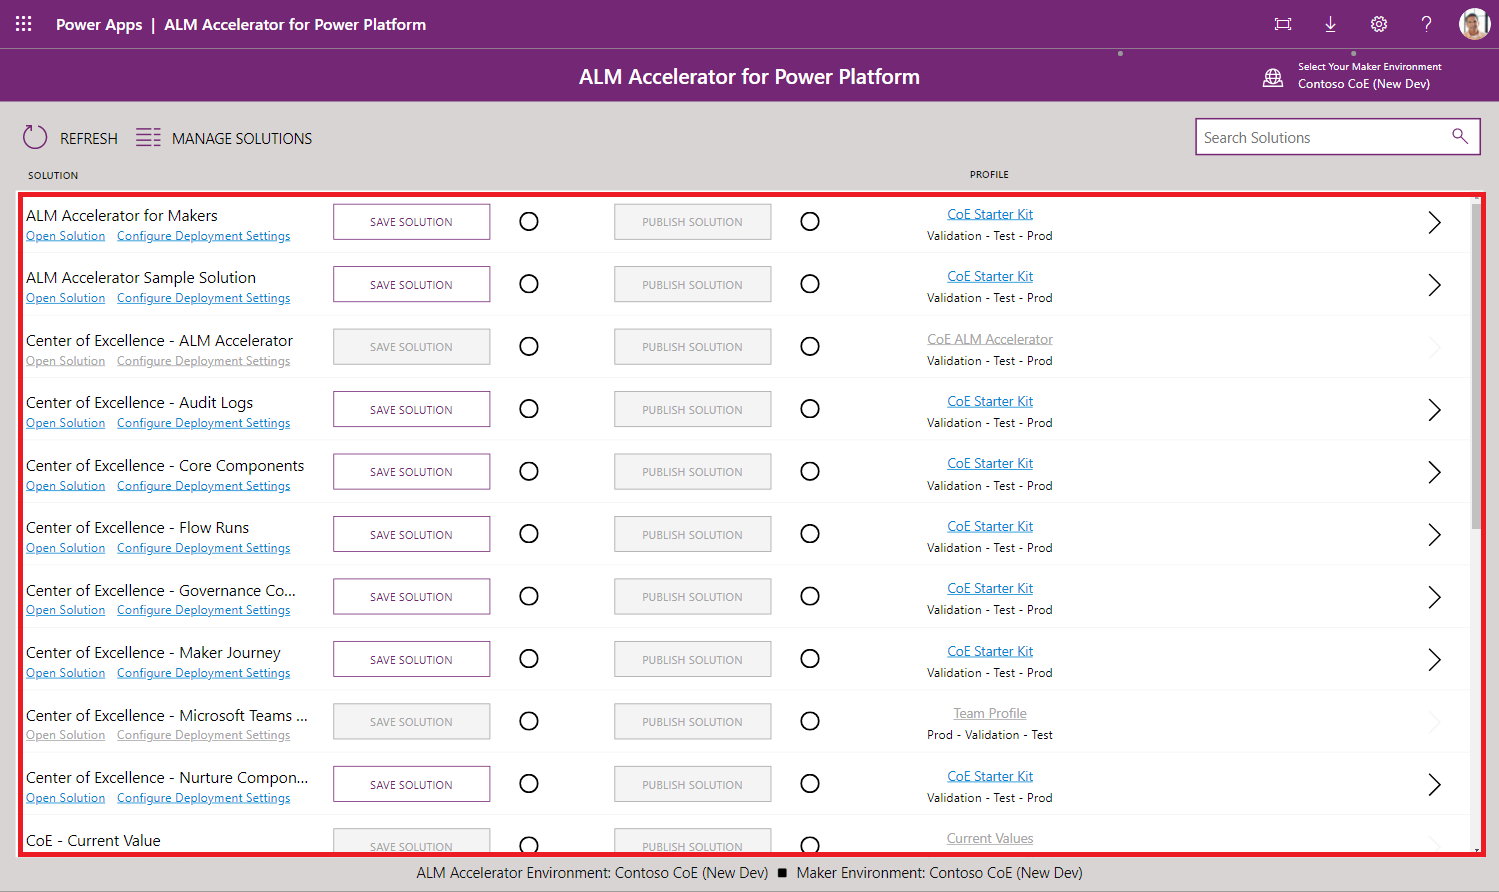 Power Apps | ALM Accelerator for Power Platform
ALM Accelerator for Power Platform
Select Your Maker Environment
Contoso CoE (New Dev)
REFRESH MANAGE SOLUTIONS
Search Solutions
SOLUTION PROFILE
ALM Accelerator for Makers SAVE SOLUTION PUBLISH SOLUTION CoE Starter Kit
Open Solution Configure Deployment Settings Validation - Test - Prod
ALM Accelerator Sample Solution SAVE SOLUTION PUBLISH SOLUTION CoE Starter Kit
Open Solution Configure Deployment Settings Validation - Test - Prod
Center of Excellence - ALM Accelerator SAVE SOLUTION PUBLISH SOLUTION CoE ALM Accelerator
Open Solution Configure Deployment Settings Validation - Test - Prod
Center of Excellence - Audit Logs SAVE SOLUTION PUBLISH SOLUTION CoE Starter Kit
Open Solution Configure Deployment Settings Validation - Test - Prod
Center of Excellence - Core Components SAVE SOLUTION PUBLISH SOLUTION CoE Starter Kit
Open Solution Configure Deployment Settings Validation - Test - Prod
Center of Excellence - Flow Runs SAVE SOLUTION PUBLISH SOLUTION CoE Starter Kit
Open Solution Configure Deployment Settings Validation - Test - Prod
Center of Excellence - Governance Co... SAVE SOLUTION PUBLISH SOLUTION CoE Starter Kit
Open Solution Configure Deployment Settings Validation - Test - Prod
Center of Excellence - Maker Journey SAVE SOLUTION PUBLISH SOLUTION CoE Starter Kit
Open Solution Configure Deployment Settings Validation - Test - Prod
Center of Excellence - Microsoft Teams ... SAVE SOLUTION PUBLISH SOLUTION Team Profile
Open Solution Configure Deployment Settings Prod - Validation - Test
Center of Excellence - Nurture Compon... SAVE SOLUTION PUBLISH SOLUTION CoE Starter Kit
Open Solution Configure Deployment Settings Validation - Test - Prod
CoE - Current Value SAVE SOLUTION PUBLISH SOLUTION Current Values
ALM Accelerator Environment: Contoso CoE (New Dev) ■ Maker Environment: Contoso CoE (New Dev)